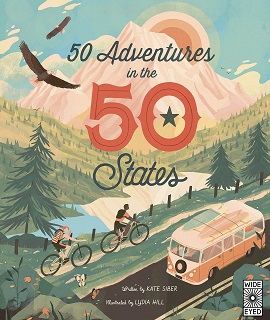 50 Adventures
in the
50
States
Written by KATE SIBER
Illustrated by LYDIA HILL
WIDE
EYED